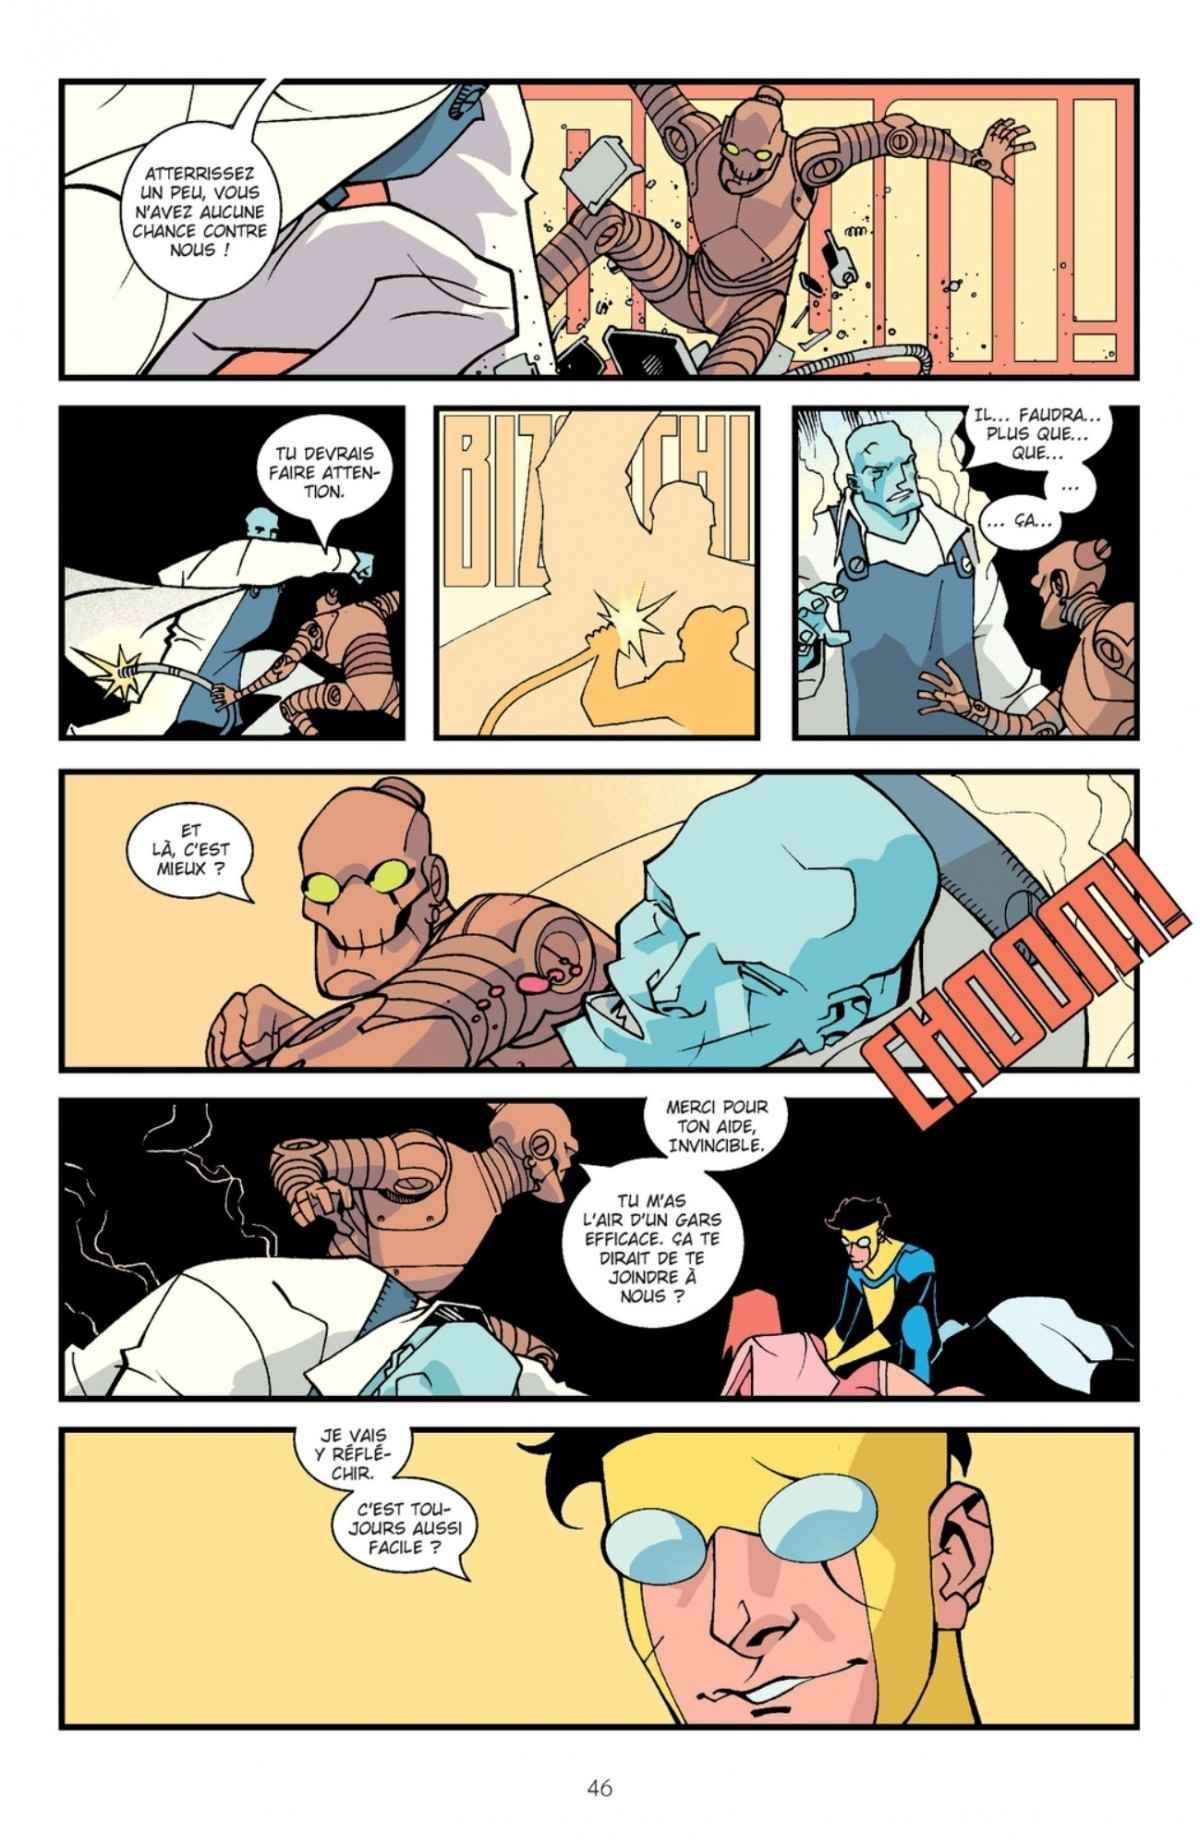 ATTERRISSEZ
UN PEU, VOUS
N'AVEZ AUCUNE
CHANCE CONTRE
NOUS !
TU DEVRAIS
FAIRE ATTEN-
TION.
IL... FAUDRA...
PLUS QUE...
QUE...
...
... ÇA...
ET
LÀ, C'EST
MIEUX ?
CHOOM!
MERCI POUR
TON AIDE,
INVINCIBLE.
TU M'AS
L'AIR D'UN GARS
EFFICACE. ÇA TE
DIRAIT DE TE
JOINDRE À
NOUS ?
JE VAIS
Y RÉFLÉ-
CHIR.
C'EST TOU-
JOURS AUSSI
FACILE ?
46